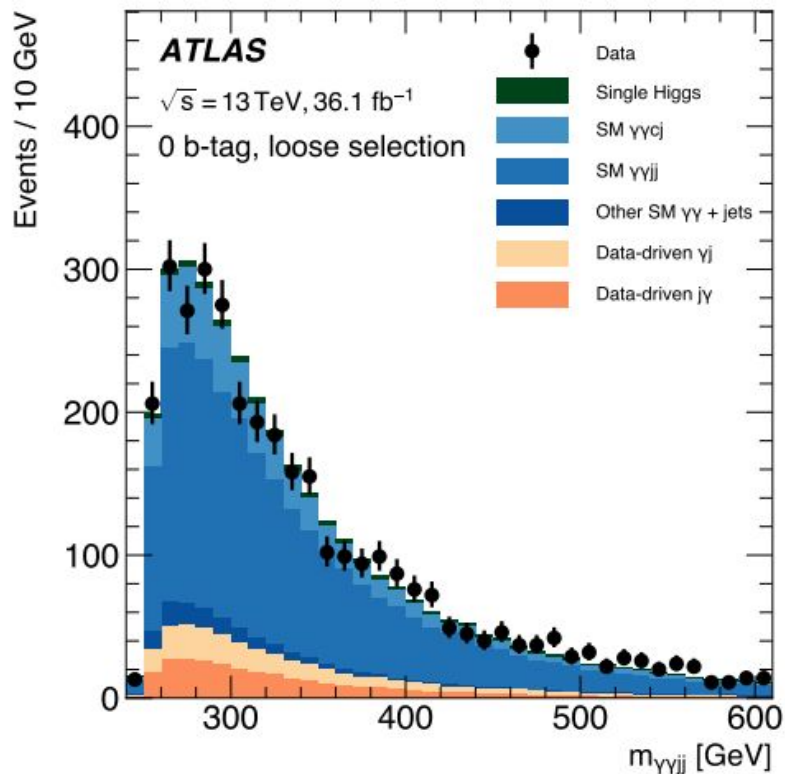 ATLAS
√s = 13 TeV, 36.1 fb⁻¹
0 b-tag, loose selection
Data
Single Higgs
SM γγcj
SM γγjj
Other SM γγ + jets
Data-driven γj
Data-driven jγ
Events / 10 GeV
400
300
200
100
0
300
400
500
600
m_γγjj [GeV]